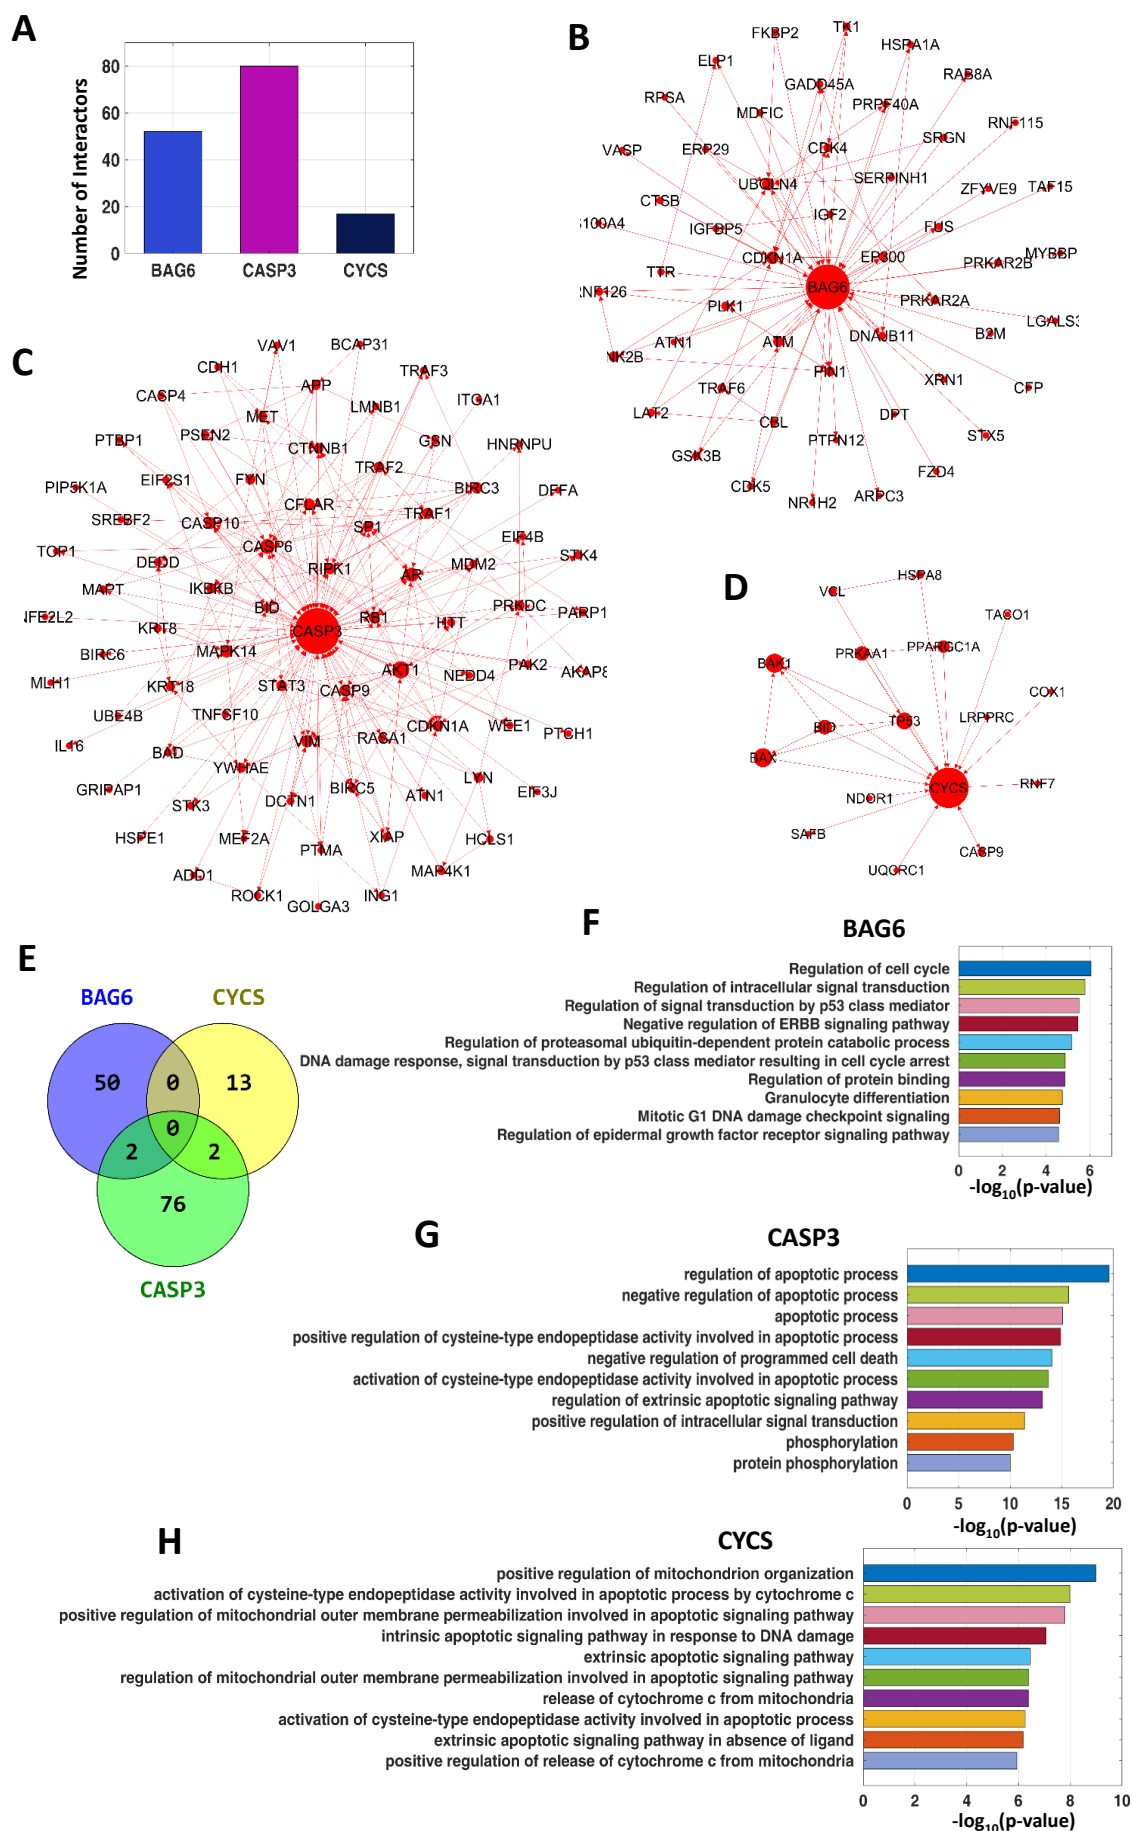 A
Number of Interactors
80
60
40
20
0
BAG6
CASP3
CYCS
B
FKBP2
TK1
HSPA1A
ELP1
RAB8A
GADD45A
RPSA
PRPF40A
MDFIC
RNF115
SRGN
VASP
ERP29
CDK4
UBQLN4
SERPINH1
ZFYVE9
TAF15
CTSB
S100A4
IGFBP5
IGF2
FUS
MYBBP
CDKN1A
EP300
PRKAR2B
TTR
BAG6
RNF126
PLK1
PRKAR2A
LGALS3
ATN1
ATM
DNAJB11
B2M
NK2B
PIN1
XRN1
CFP
TRAF6
LAT2
CBL
DPT
STX5
PTPN12
GSK3B
FZD4
CDK5
NR1H2
ARPC3
C
VAV1
BCAP31
CDH1
TRAF3
CASP4
APP
ITGA1
MET
LMNB1
PTBP1
PSEN2
CTNNB1
GSN
HNRNPU
PIP5K1A
EIF2S1
FYN
TRAF2
BIRC3
DFFA
SREBF2
CASP10
CFLAR
SP1
TRAF1
TOP1
CASP6
EIF4B
STK4
DEDD
RIPK1
AR
MDM2
MAPT
IKBKB
BID
PRKDC
PARP1
NFE2L2
KRT8
CASP3
RB1
HTT
BIRC6
MAPK14
PAK2
AKAP8
MLH1
KRT18
STAT3
CASP9
AKT1
NEDD4
UBE4B
TNFSF10
CDKN1A
WEE1
PTCH1
IL16
BAD
VIM
RASA1
GRIPAP1
YWHAE
LYN
EIF3J
STK3
DCTN1
BIRC5
ATN1
HSPE1
MEF2A
PTMA
XIAP
HCLS1
ADD1
MAP4K1
ROCK1
GOLGA3
ING1
D
HSPA8
VCL
TACO1
PRKAA1
PPARGC1A
BAK1
COX1
BID
TP53
LRPPRC
BAX
CYCS
RNF7
NDOR1
SAFB
CASP9
UQCRC1
E
BAG6
CYCS
50
0
13
0
2
2
76
CASP3
F
BAG6
Regulation of cell cycle
Regulation of intracellular signal transduction
Regulation of signal transduction by p53 class mediator
Negative regulation of ERBB signaling pathway
Regulation of proteasomal ubiquitin-dependent protein catabolic process
DNA damage response, signal transduction by p53 class mediator resulting in cell cycle arrest
Regulation of protein binding
Granulocyte differentiation
Mitotic G1 DNA damage checkpoint signaling
Regulation of epidermal growth factor receptor signaling pathway
0 2 4 6
-log10(p-value)
G
CASP3
regulation of apoptotic process
negative regulation of apoptotic process
apoptotic process
positive regulation of cysteine-type endopeptidase activity involved in apoptotic process
negative regulation of programmed cell death
activation of cysteine-type endopeptidase activity involved in apoptotic process
regulation of extrinsic apoptotic signaling pathway
positive regulation of intracellular signal transduction
phosphorylation
protein phosphorylation
0 5 10 15 20
-log10(p-value)
H
CYCS
positive regulation of mitochondrion organization
activation of cysteine-type endopeptidase activity involved in apoptotic process by cytochrome c
positive regulation of mitochondrial outer membrane permeabilization involved in apoptotic signaling pathway
intrinsic apoptotic signaling pathway in response to DNA damage
extrinsic apoptotic signaling pathway
regulation of mitochondrial outer membrane permeabilization involved in apoptotic signaling pathway
release of cytochrome c from mitochondria
activation of cysteine-type endopeptidase activity involved in apoptotic process
extrinsic apoptotic signaling pathway in absence of ligand
positive regulation of release of cytochrome c from mitochondria
0 2 4 6 8 10
-log10(p-value)